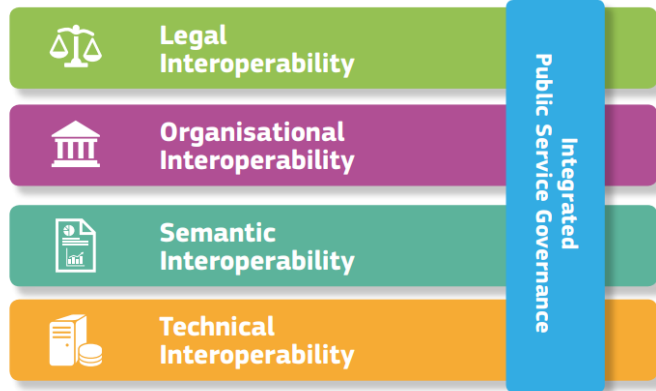 Legal
Interoperability
Organisational
Interoperability
Semantic
Interoperability
Technical
Interoperability
Integrated
Public Service Governance